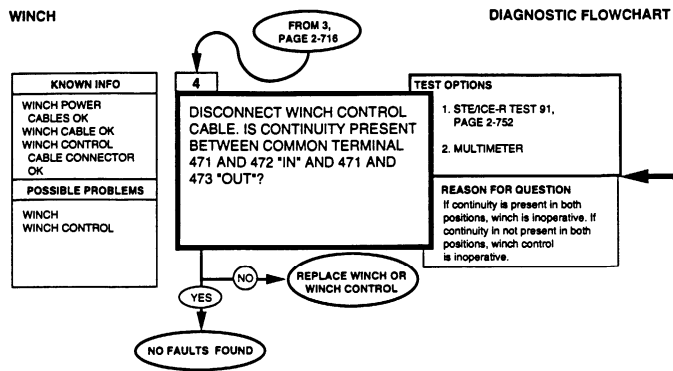 WINCH
DIAGNOSTIC FLOWCHART
FROM 3,
PAGE 2-716
KNOWN INFO
WINCH POWER
CABLES OK
WINCH CABLE OK
WINCH CONTROL
CABLE CONNECTOR
OK
POSSIBLE PROBLEMS
WINCH
WINCH CONTROL
4
DISCONNECT WINCH CONTROL
CABLE. IS CONTINUITY PRESENT
BETWEEN COMMON TERMINAL
471 AND 472 "IN" AND 471 AND
473 "OUT"?
TEST OPTIONS
1. STE/ICE-R TEST 91,
PAGE 2-752
2. MULTIMETER
REASON FOR QUESTION
If continuity is present in both
positions, winch is inoperative. If
continuity in not present in both
positions, winch control
is inoperative.
NO
REPLACE WINCH OR
WINCH CONTROL
YES
NO FAULTS FOUND